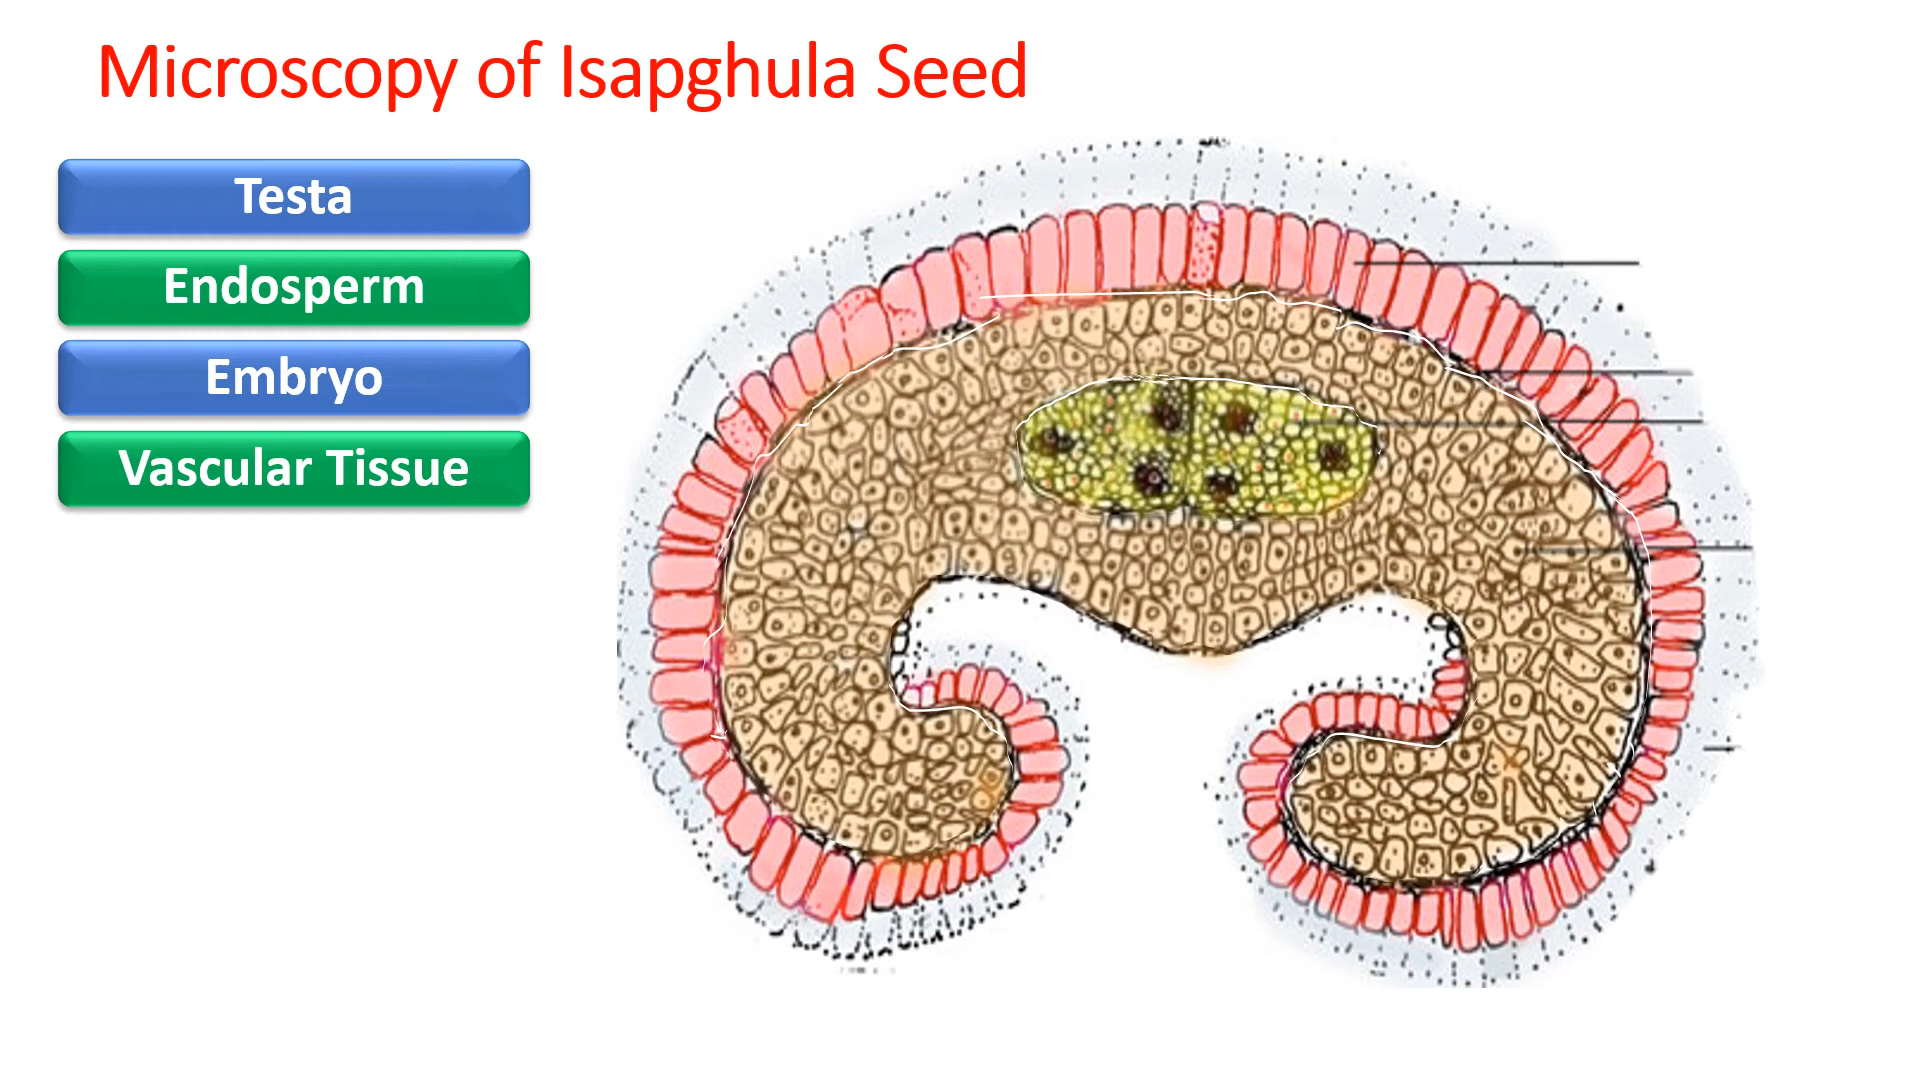 Microscopy of Isapghula Seed
Testa
Endosperm
Embryo
Vascular Tissue